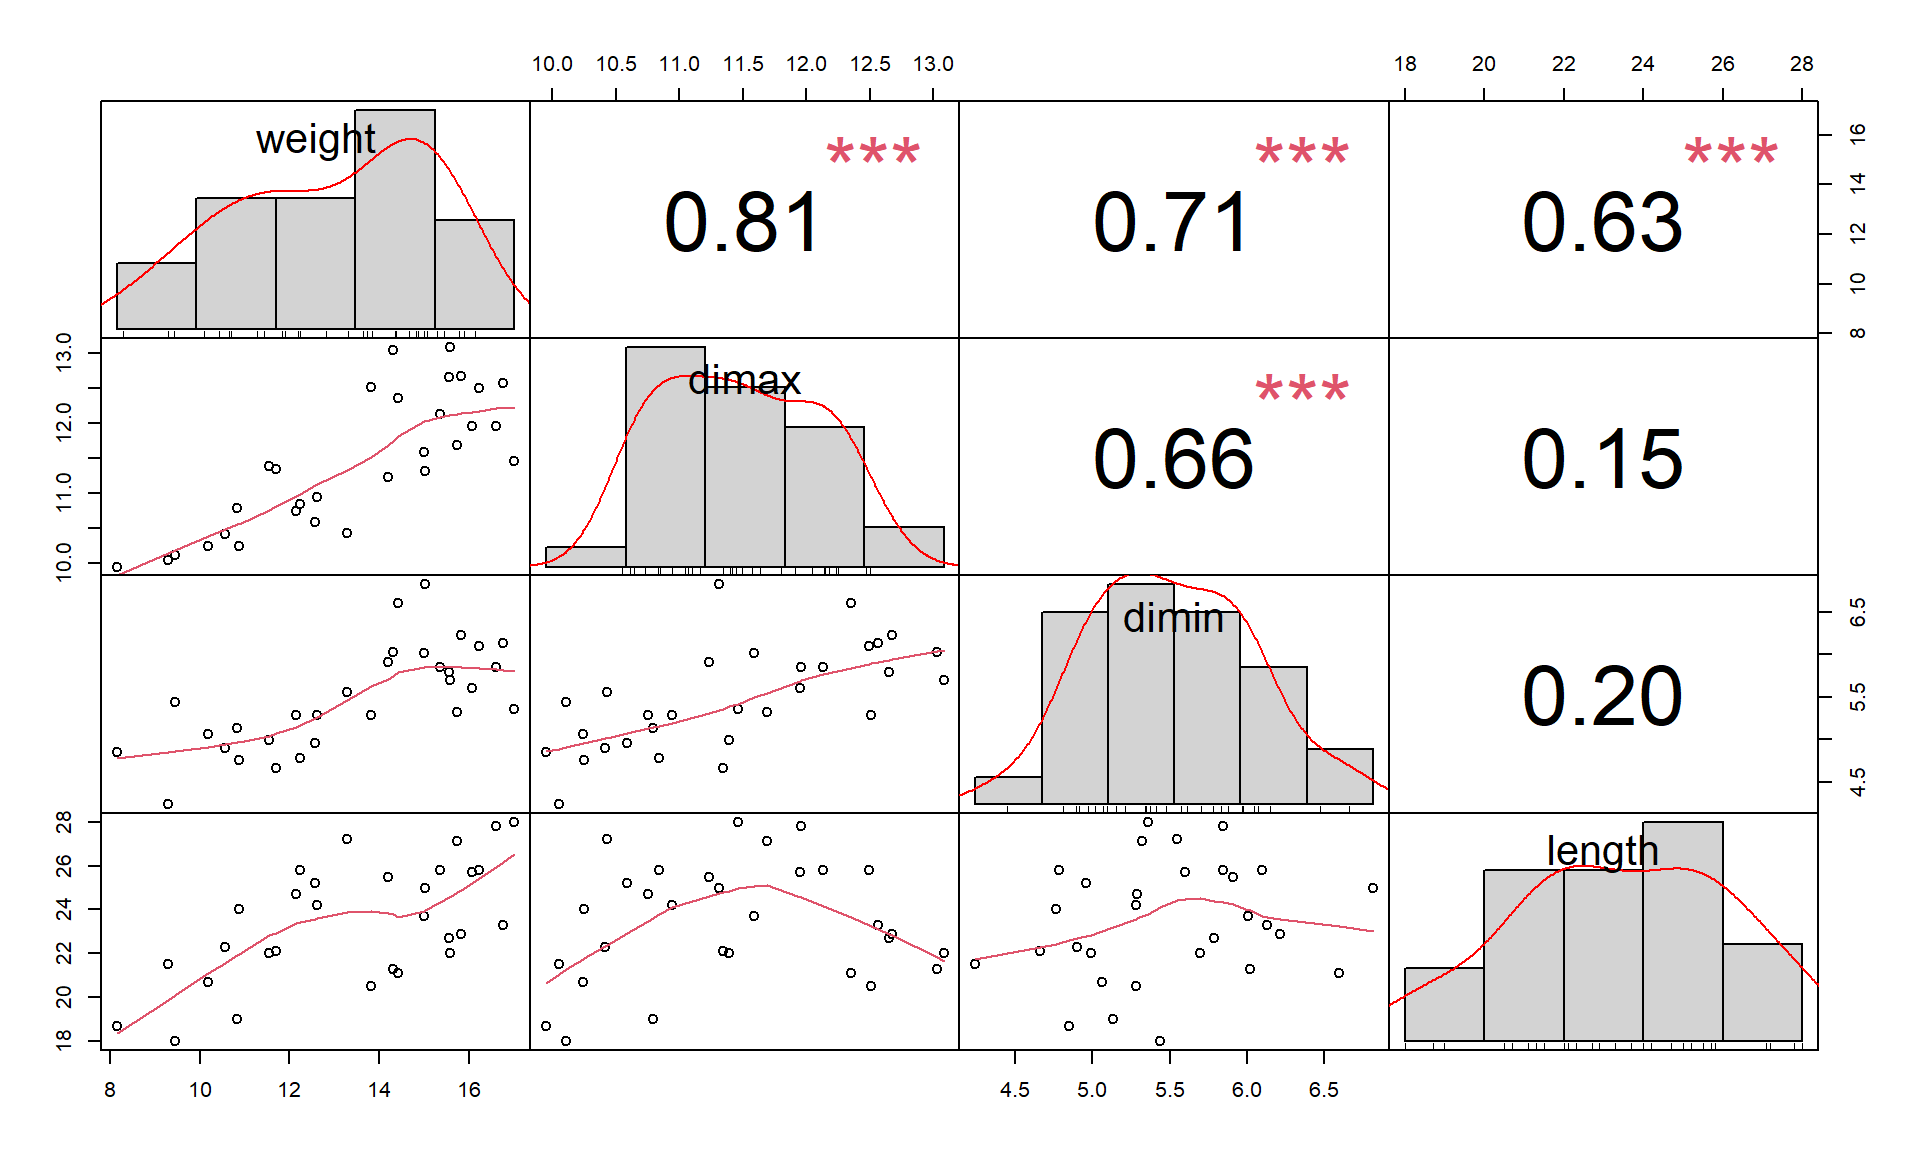 10.0 10.5 11.0 11.5 12.0 12.5 13.0 18 20 22 24 26 28
weight *** *** ***
0.81 0.71 0.63
8 10 12 14 16
10.0 11.0 12.0 13.0
dimax ***
0.66 0.15
dimin
0.20
4.5 5.5 6.5
18 20 22 24 26 28
length
8 10 12 14 16 4.5 5.0 5.5 6.0 6.5